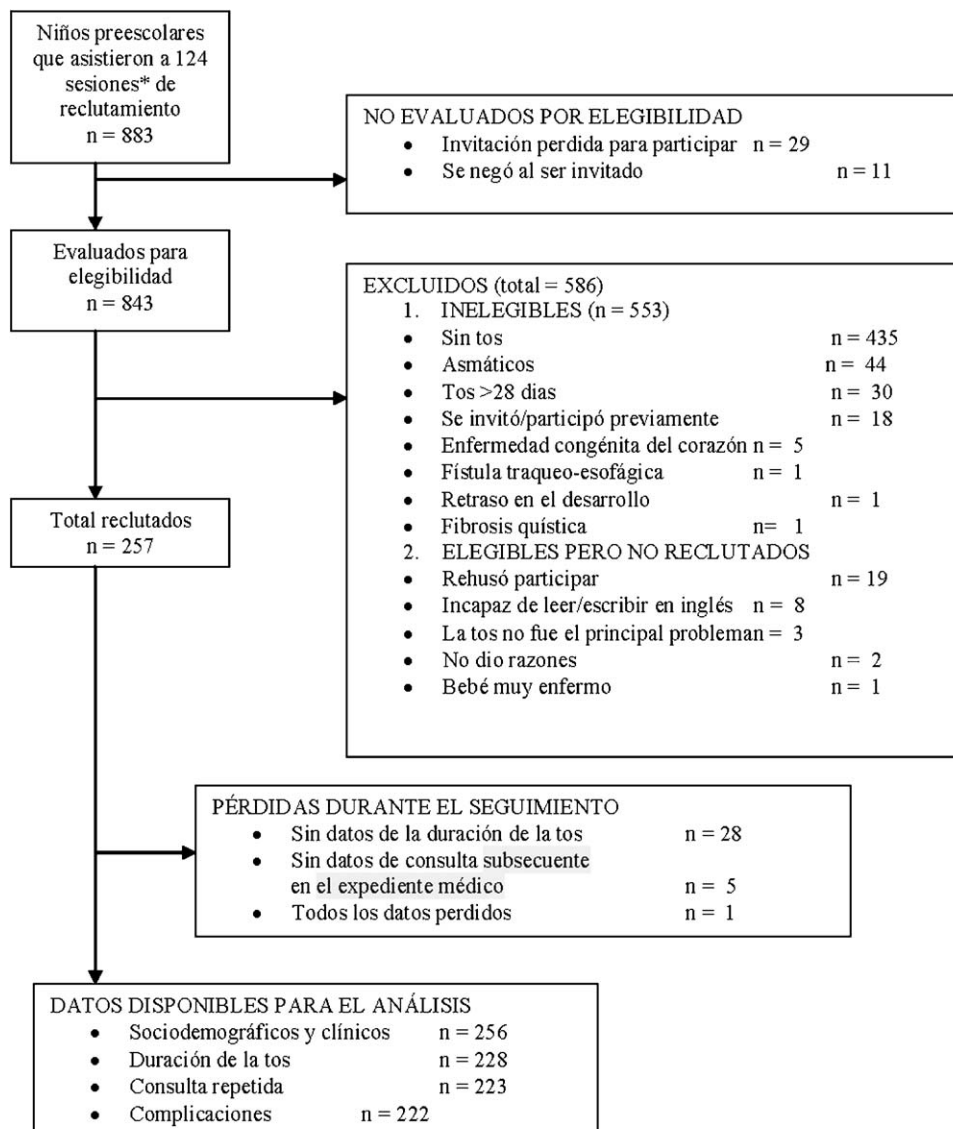 Niños preescolares
que asistieron a 124
sesiones* de
reclutamiento
n = 883
NO EVALUADOS POR ELEGIBILIDAD
• Invitación perdida para participar n = 29
• Se negó al ser invitado n = 11
Evaluados para
elegibilidad
n = 843
EXCLUIDOS (total = 586)
1. INELEGIBLES (n = 553)
• Sin tos n = 435
• Asmáticos n = 44
• Tos >28 dias n = 30
• Se invitó/participó previamente n = 18
• Enfermedad congénita del corazón n = 5
• Fístula traqueo-esofágica n = 1
• Retraso en el desarrollo n = 1
• Fibrosis quística n= 1
2. ELEGIBLES PERO NO RECLUTADOS
• Rehusó participar n = 19
• Incapaz de leer/escribir en inglés n = 8
• La tos no fue el principal probleman = 3
• No dio razones n = 2
• Bebé muy enfermo n = 1
Total reclutados
n = 257
PÉRDIDAS DURANTE EL SEGUIMIENTO
• Sin datos de la duración de la tos n = 28
• Sin datos de consulta subsecuente
en el expediente médico n = 5
• Todos los datos perdidos n = 1
DATOS DISPONIBLES PARA EL ANÁLISIS
• Sociodemográficos y clínicos n = 256
• Duración de la tos n = 228
• Consulta repetida n = 223
• Complicaciones n = 222